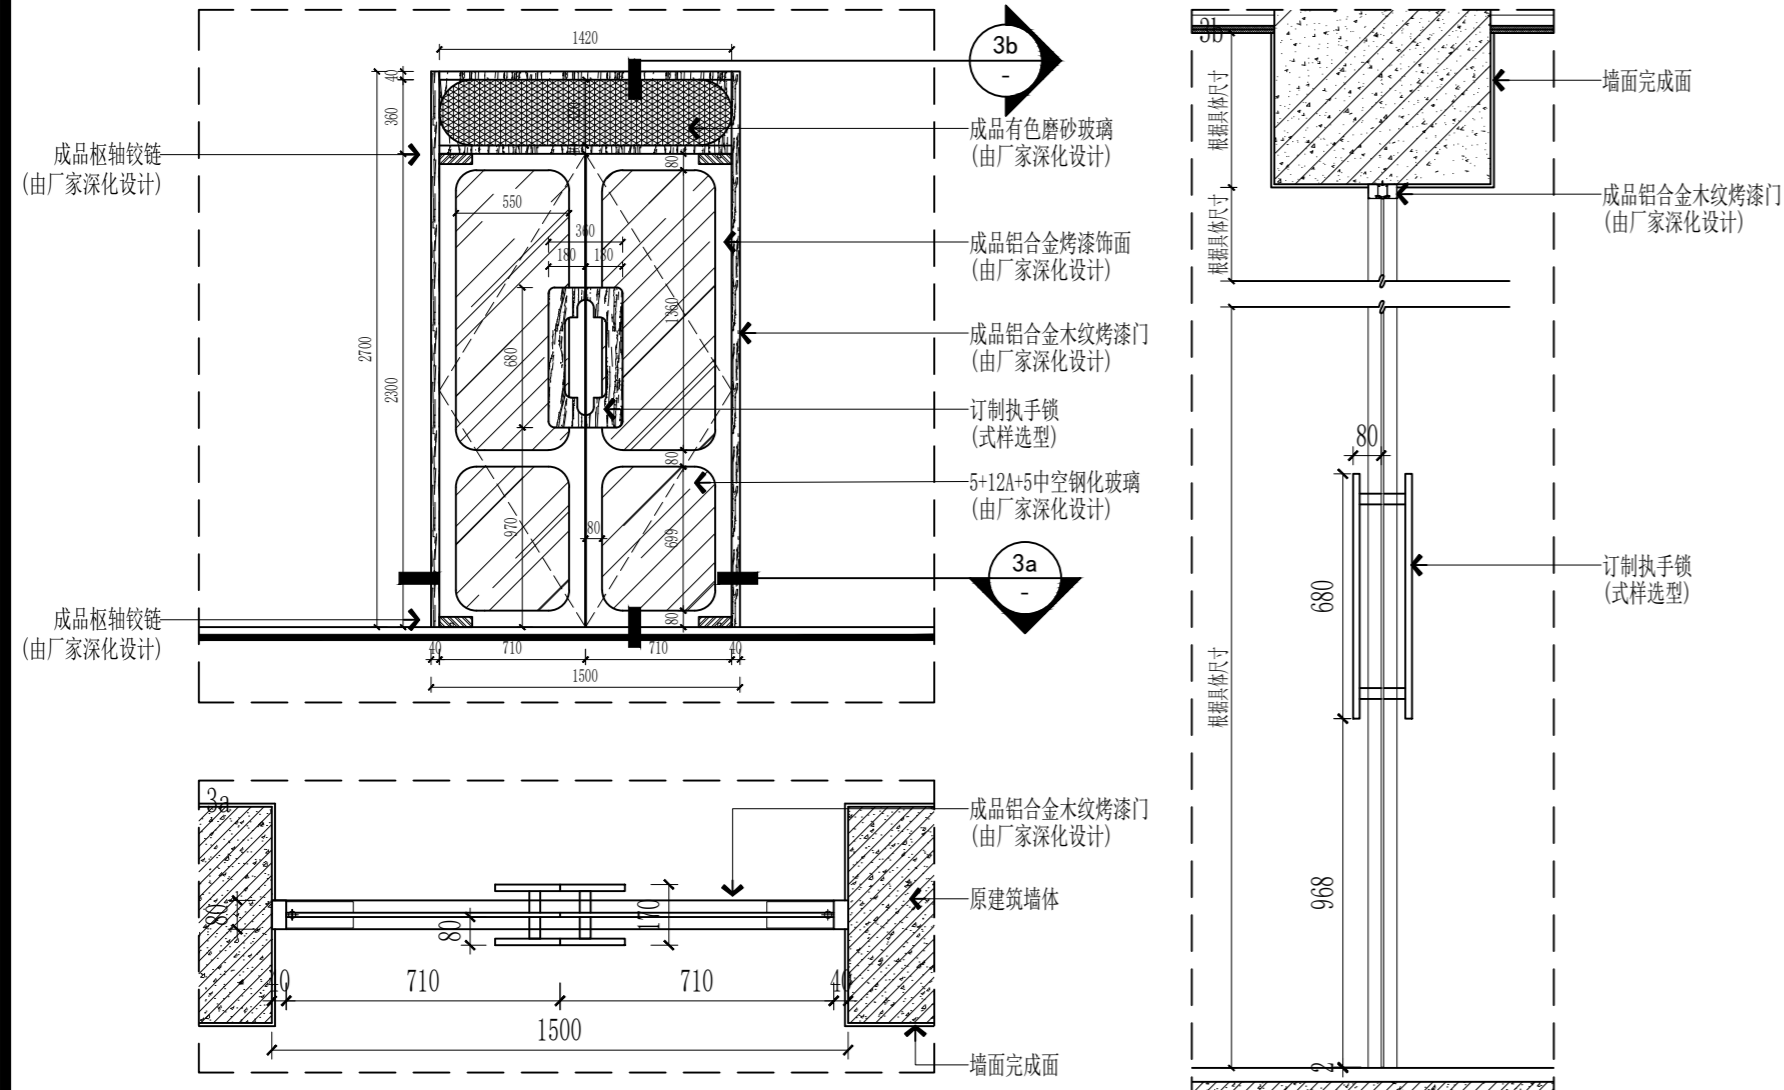 1420
3b
-
40
360
320
成品有色磨砂玻璃
(由厂家深化设计)
成品枢轴铰链
(由厂家深化设计)
80
550
360
180
180
成品铝合金烤漆饰面
(由厂家深化设计)
1360
2700
2300
680
成品铝合金木纹烤漆门
(由厂家深化设计)
订制执手锁
(式样选型)
80
5+12A+5中空钢化玻璃
(由厂家深化设计)
970
80
699
3a
-
80
成品枢轴铰链
(由厂家深化设计)
40
710
710
40
1500
3a
成品铝合金木纹烤漆门
(由厂家深化设计)
原建筑墙体
80
80
170
40
710
710
40
1500
墙面完成面
3b
墙面完成面
根据具体尺寸
成品铝合金木纹烤漆门
(由厂家深化设计)
根据具体尺寸
80
680
订制执手锁
(式样选型)
根据具体尺寸
968
2